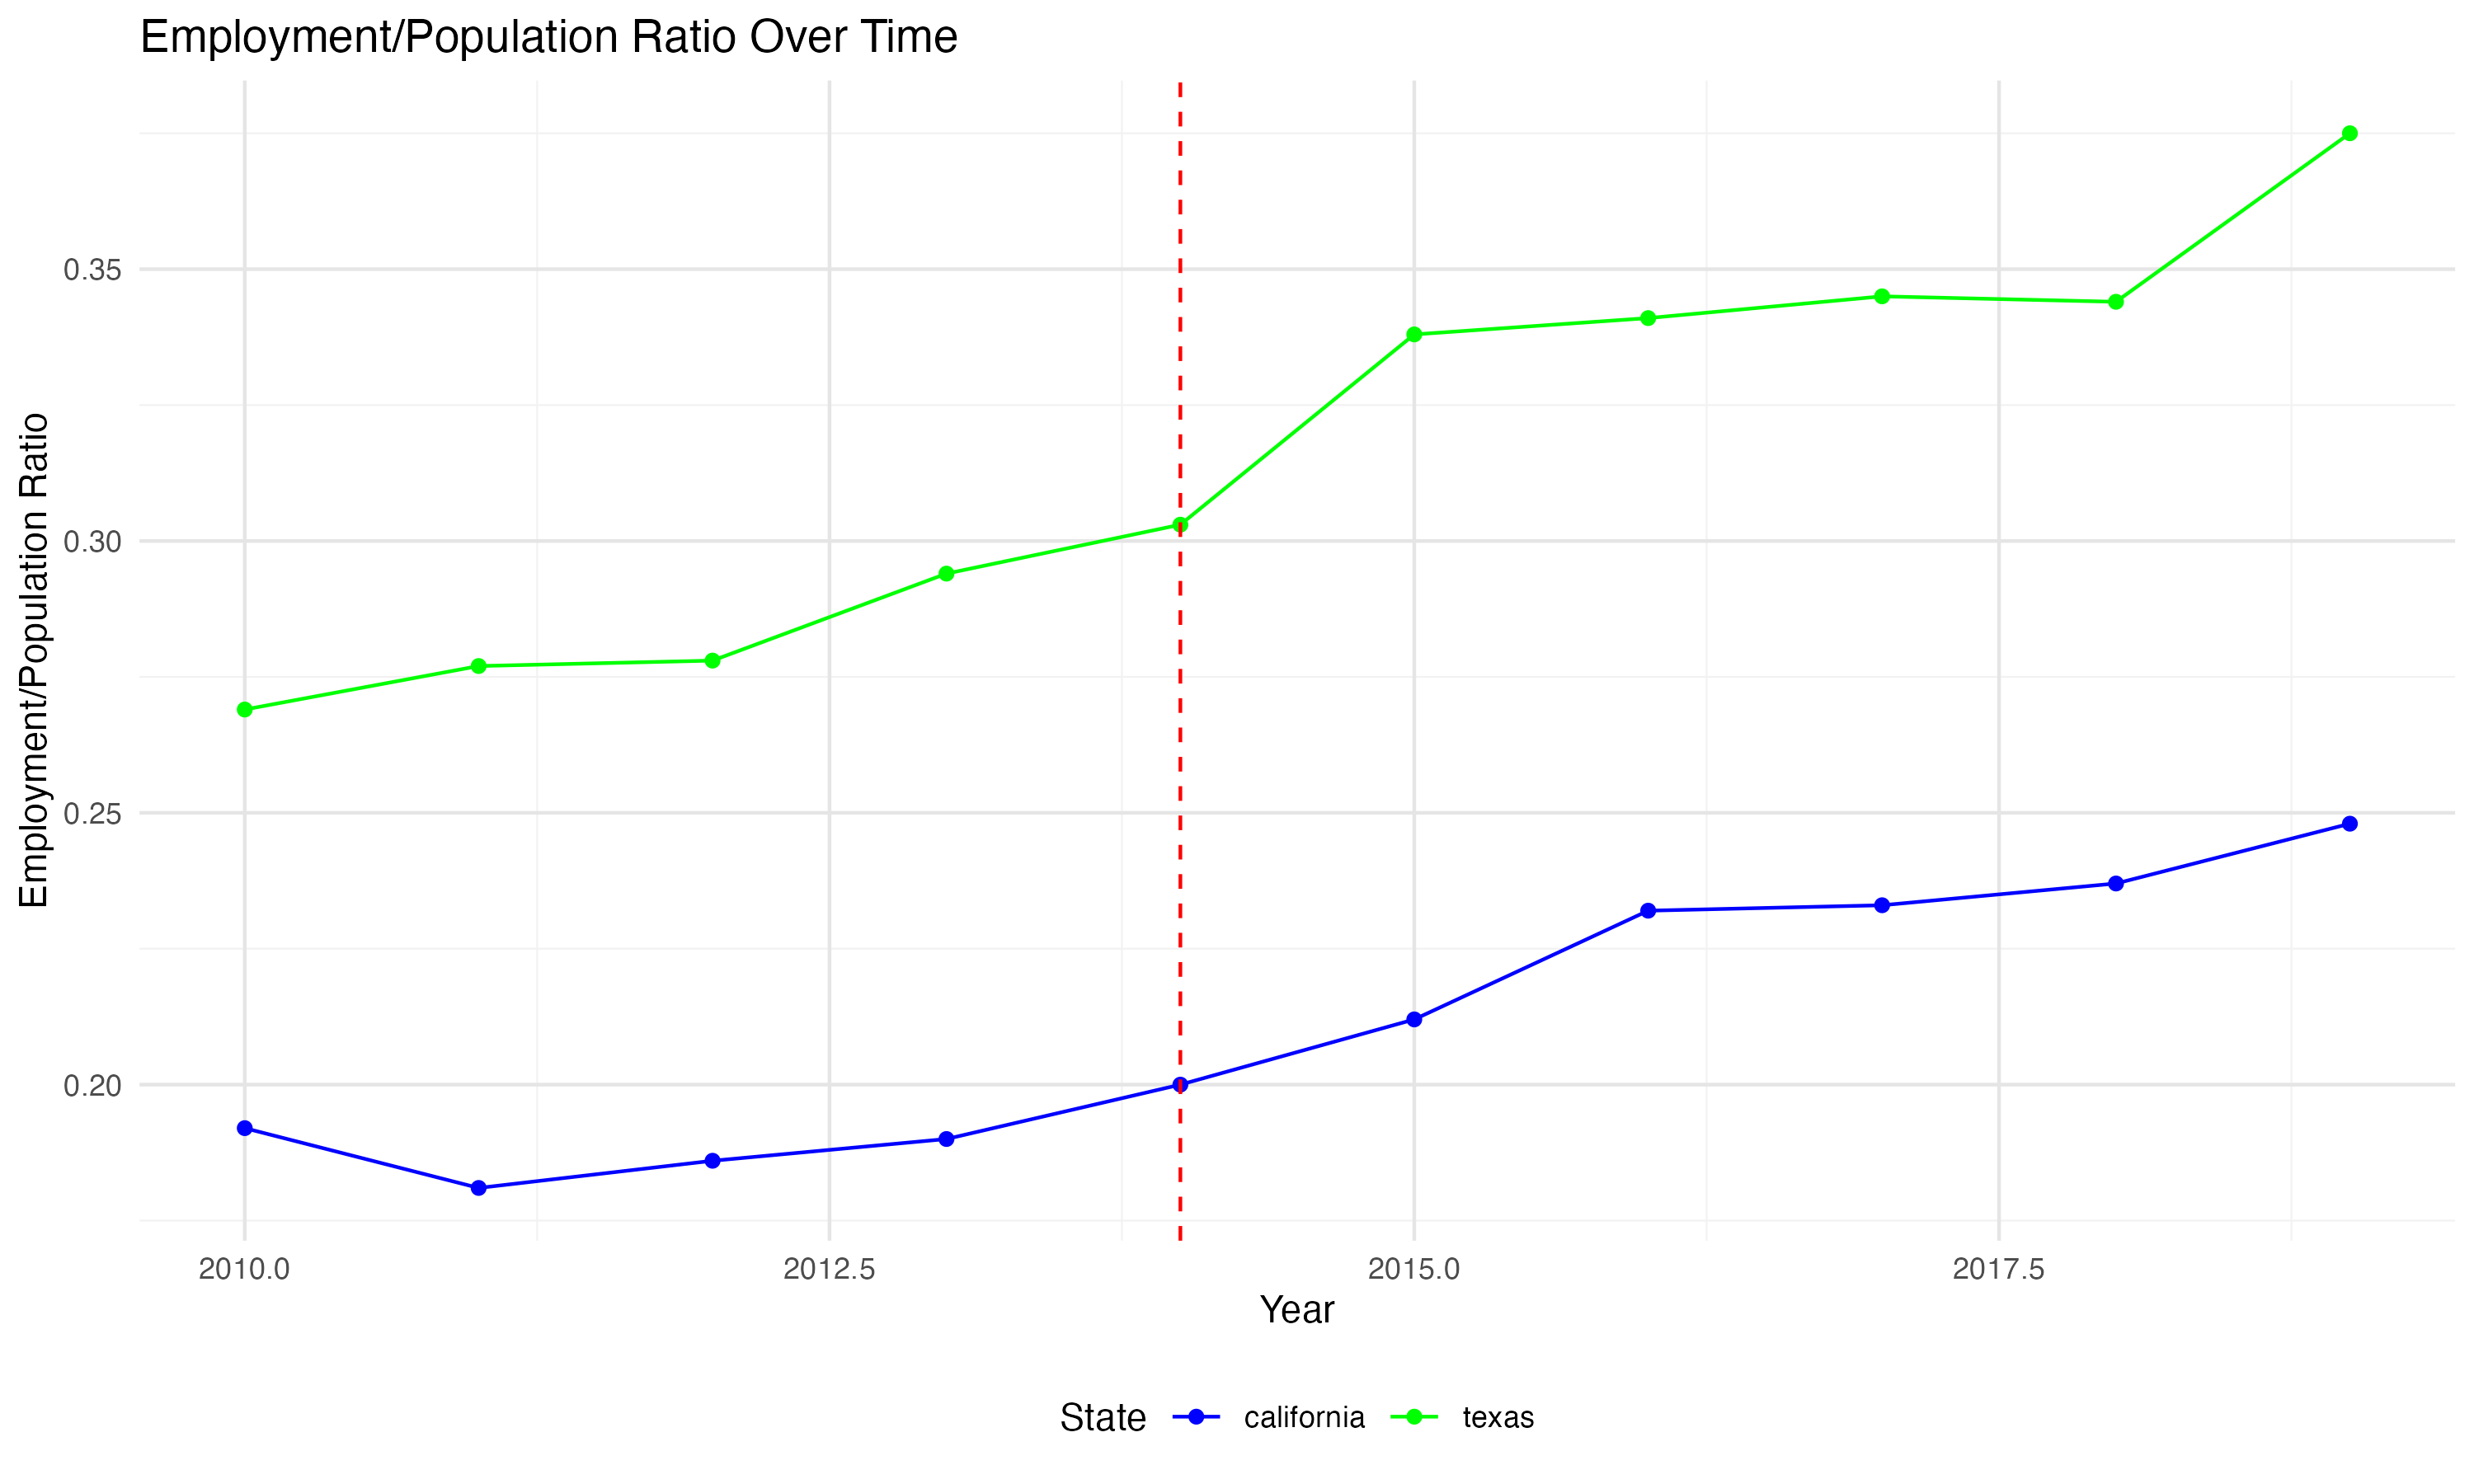 Employment/Population Ratio Over Time
Employment/Population Ratio
0.35
0.30
0.25
0.20
2010.0 2012.5 2015.0 2017.5
Year
State california texas